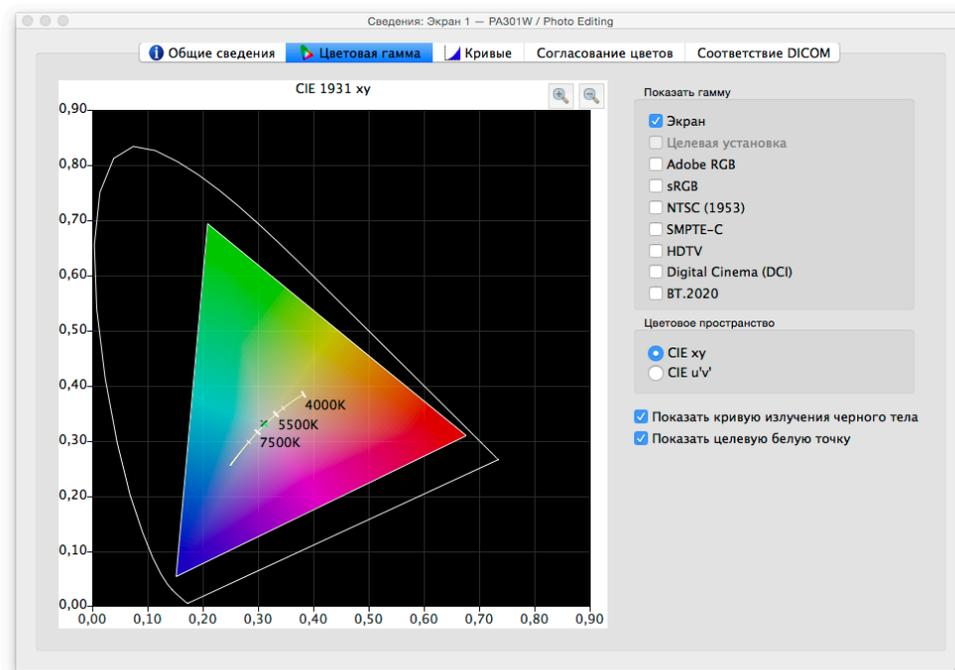 Сведения: Экран 1 — PA301W / Photo Editing
Общие сведения Цветовая гамма Кривые Согласование цветов Соответствие DICOM
CIE 1931 xy
0,90
0,80
0,70
0,60
0,50
0,40
0,30
0,20
0,10
0,00
0,00 0,10 0,20 0,30 0,40 0,50 0,60 0,70 0,80 0,90
4000K
5500K
7500K
Показать гамму
Экран
Целевая установка
Adobe RGB
sRGB
NTSC (1953)
SMPTE-C
HDTV
Digital Cinema (DCI)
BT.2020
Цветовое пространство
CIE xy
CIE u'v'
Показать кривую излучения черного тела
Показать целевую белую точку